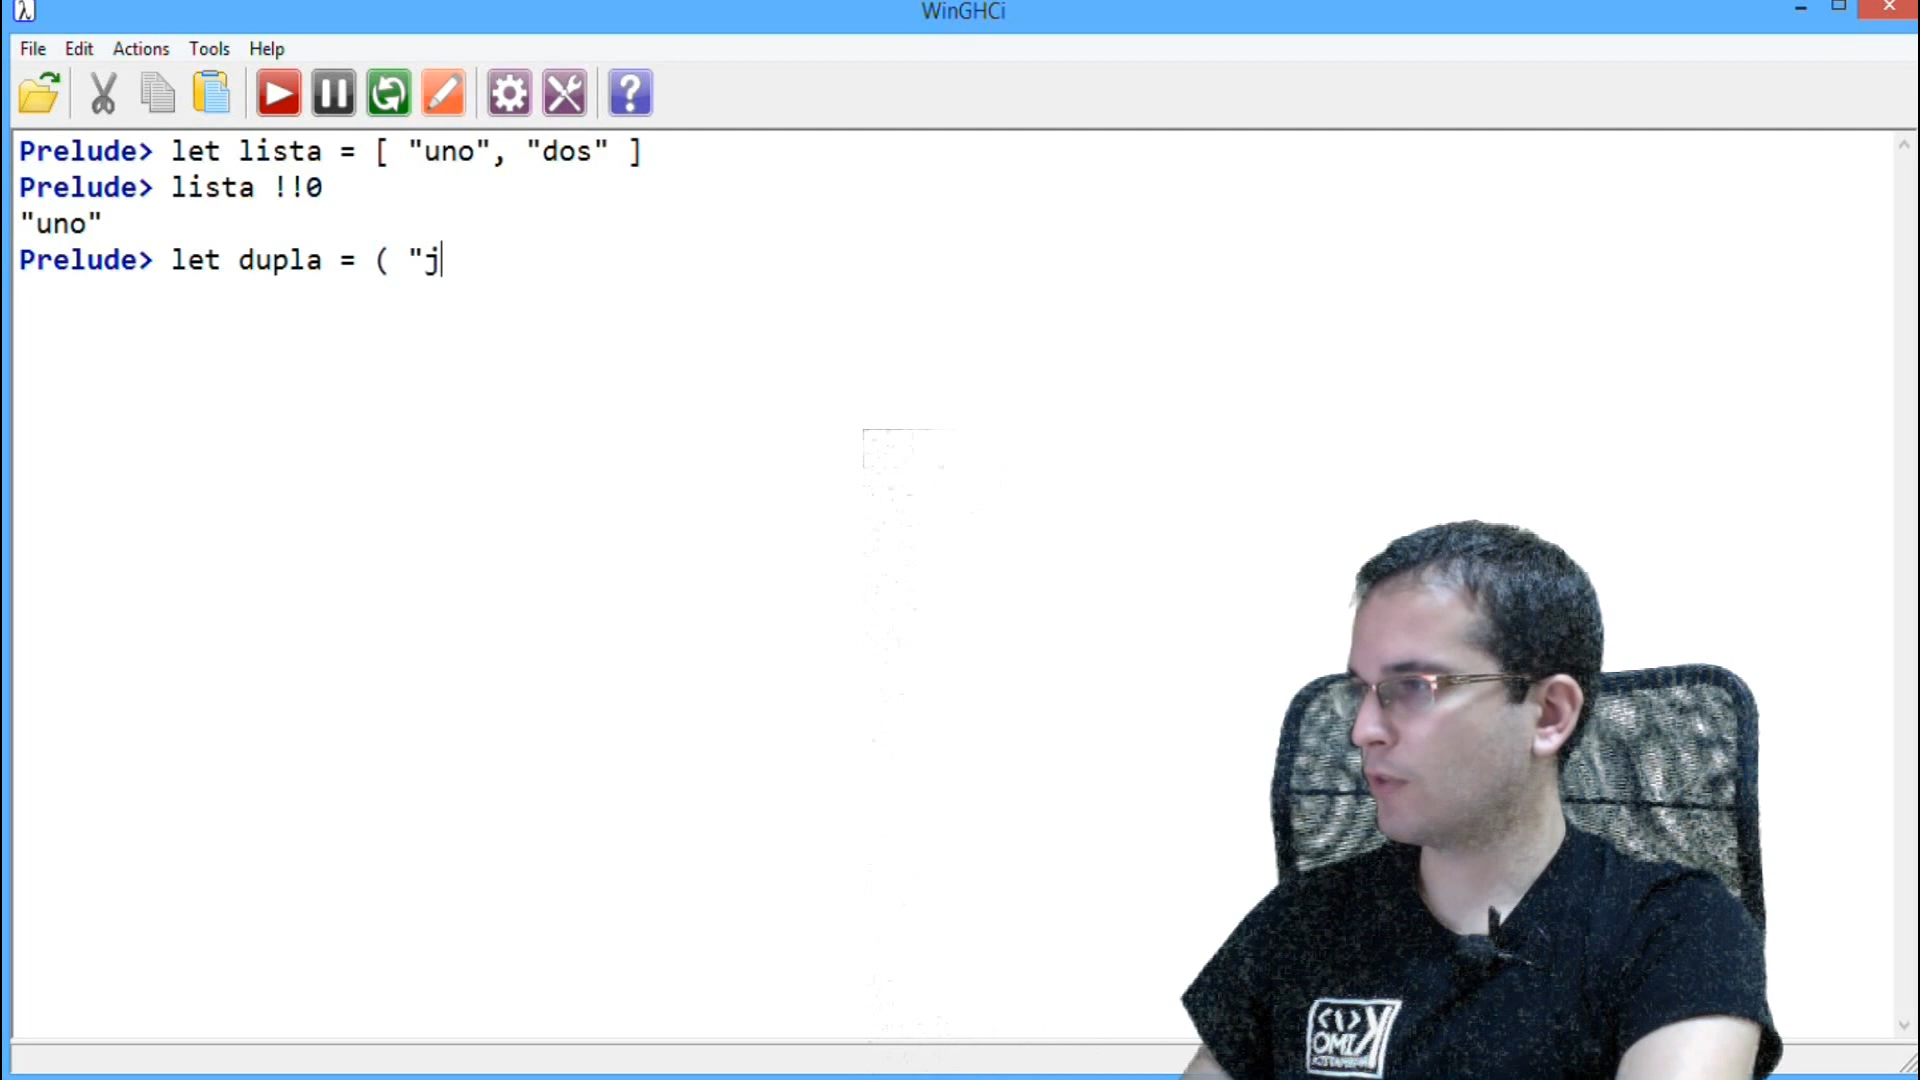 WinGHCi
File Edit Actions Tools Help
Prelude> let lista = [ "uno", "dos" ]
Prelude> lista !!0
"uno"
Prelude> let dupla = ( "j